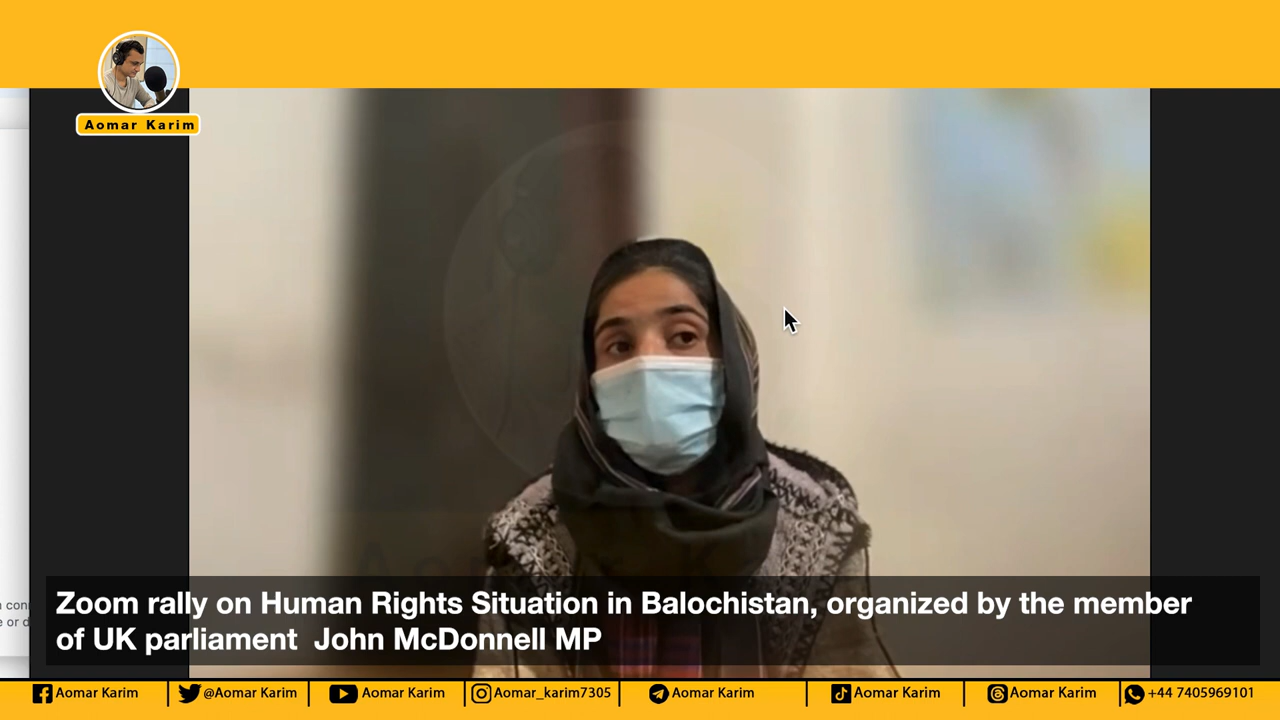 Aomar Karim
Zoom rally on Human Rights Situation in Balochistan, organized by the member
of UK parliament John McDonnell MP
Aomar Karim
@Aomar Karim
Aomar Karim
Aomar_karim7305
Aomar Karim
Aomar Karim
Aomar Karim
+44 7405969101